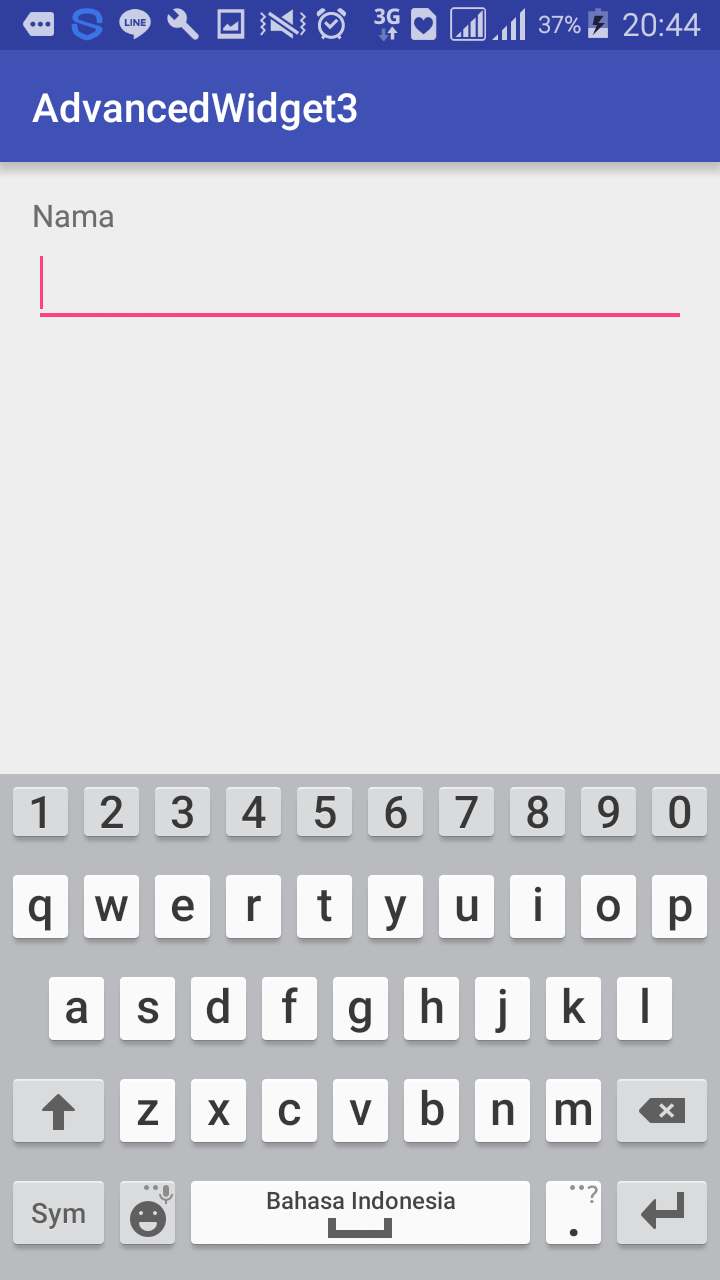 LINE 3G 37% 20:44
AdvancedWidget3
Nama
1 2 3 4 5 6 7 8 9 0
q w e r t y u i o p
a s d f g h j k l
z x c v b n m
Sym Bahasa Indonesia . ?